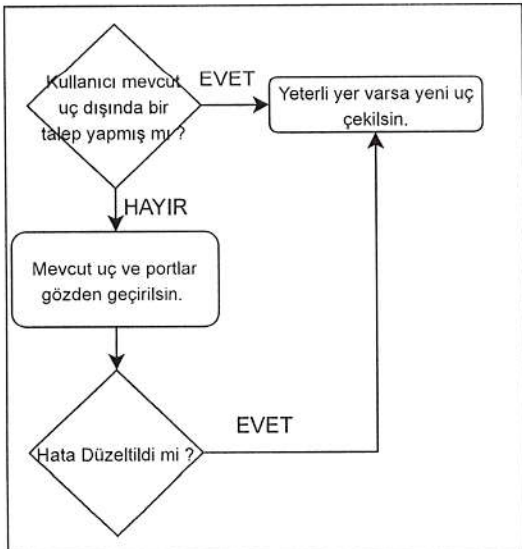 Kullanıcı mevcut
uç dışında bir
talep yapmış mı ?
EVET
Yeterli yer varsa yeni uç
çekilsin.
HAYIR
Mevcut uç ve portlar
gözden geçirilsin.
Hata Düzeltildi mi ?
EVET